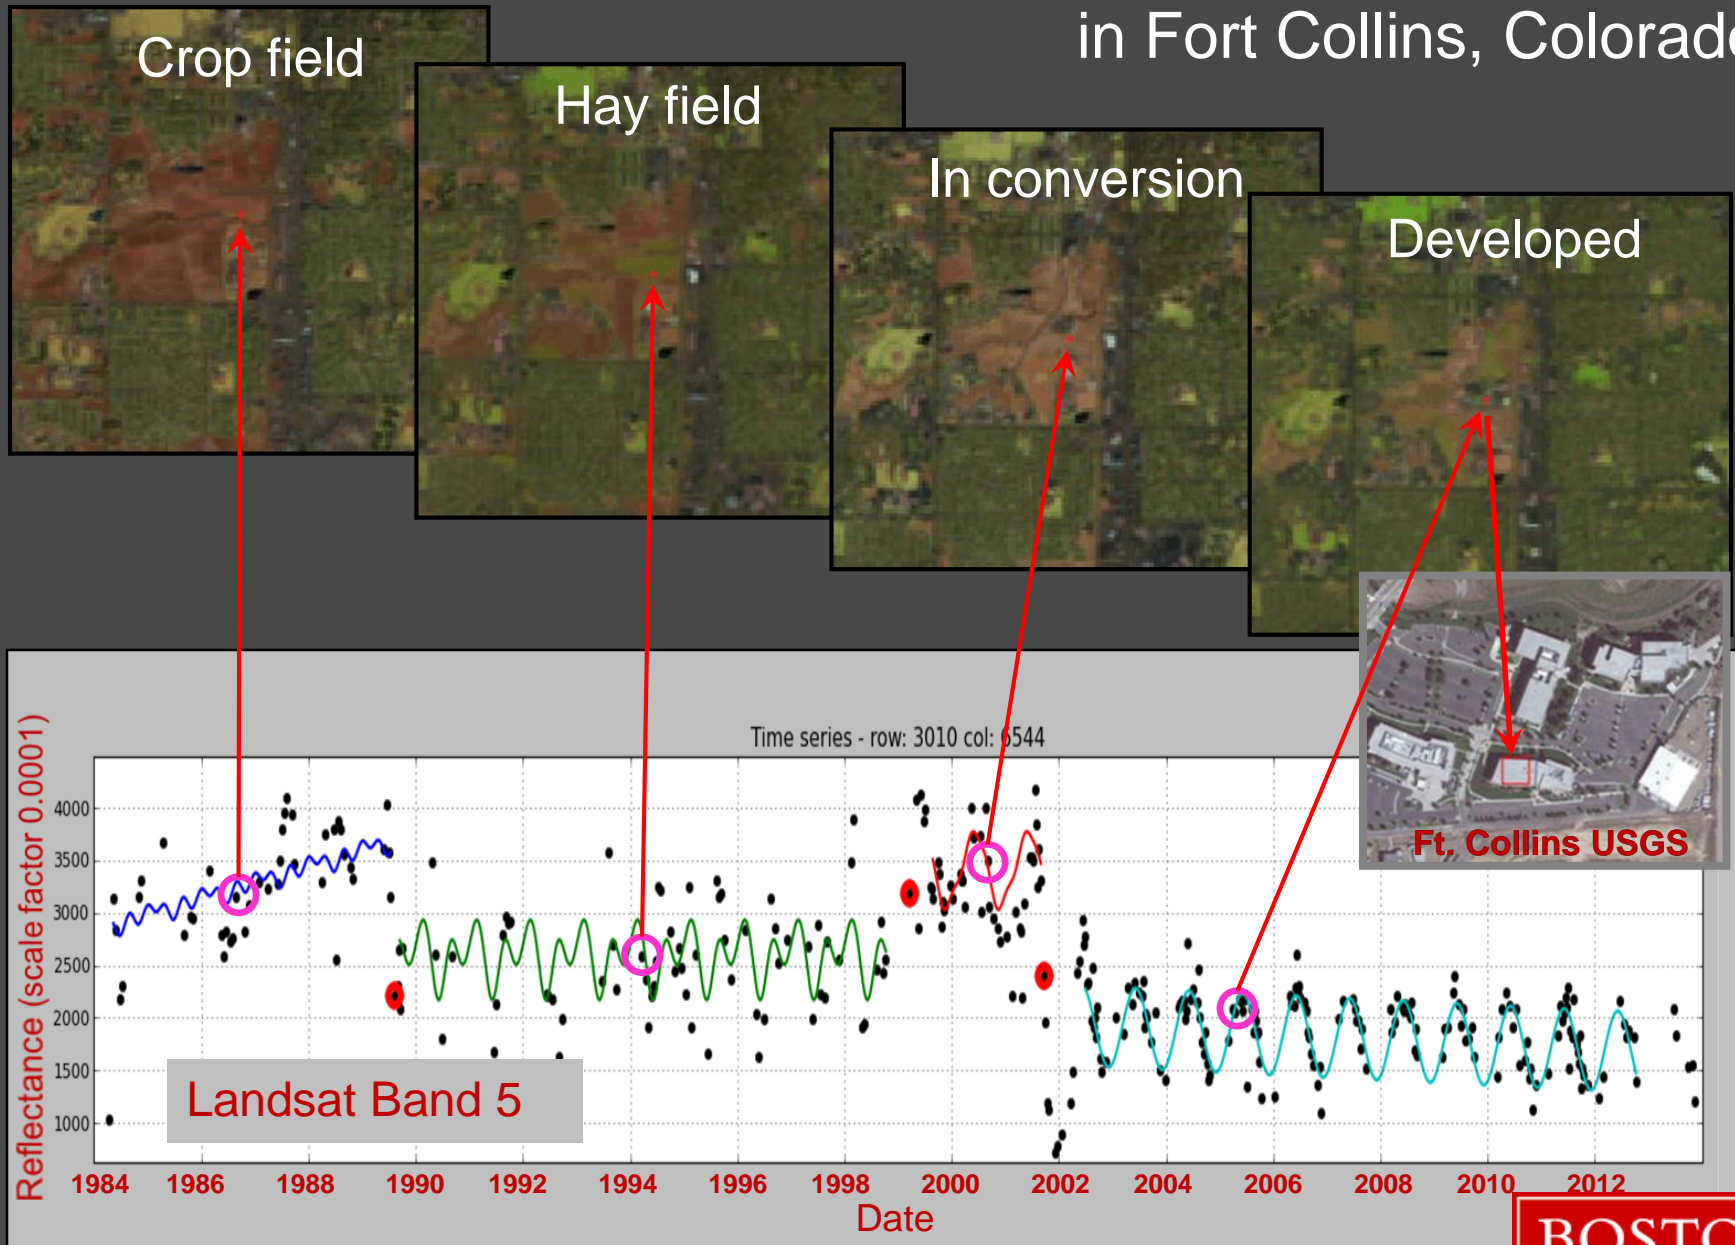 in Fort Collins, Colorado
Crop field
Hay field
In conversion
Developed
Ft. Collins USGS
Time series - row: 3010 col: 6544
Reflectance (scale factor 0.0001)
4000
3500
3000
2500
2000
1500
1000
Landsat Band 5
1984 1986 1988 1990 1992 1994 1996 1998 2000 2002 2004 2006 2008 2010 2012
Date
BOSTO